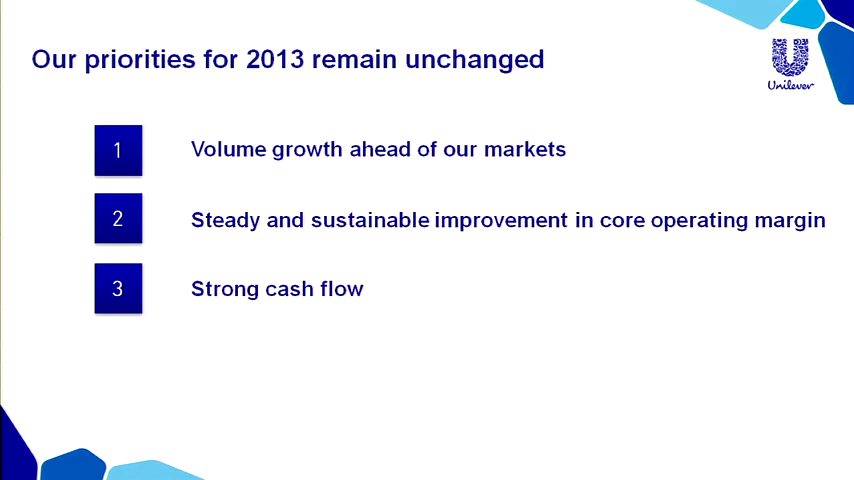 Our priorities for 2013 remain unchanged
Unilever
1 Volume growth ahead of our markets
2 Steady and sustainable improvement in core operating margin
3 Strong cash flow